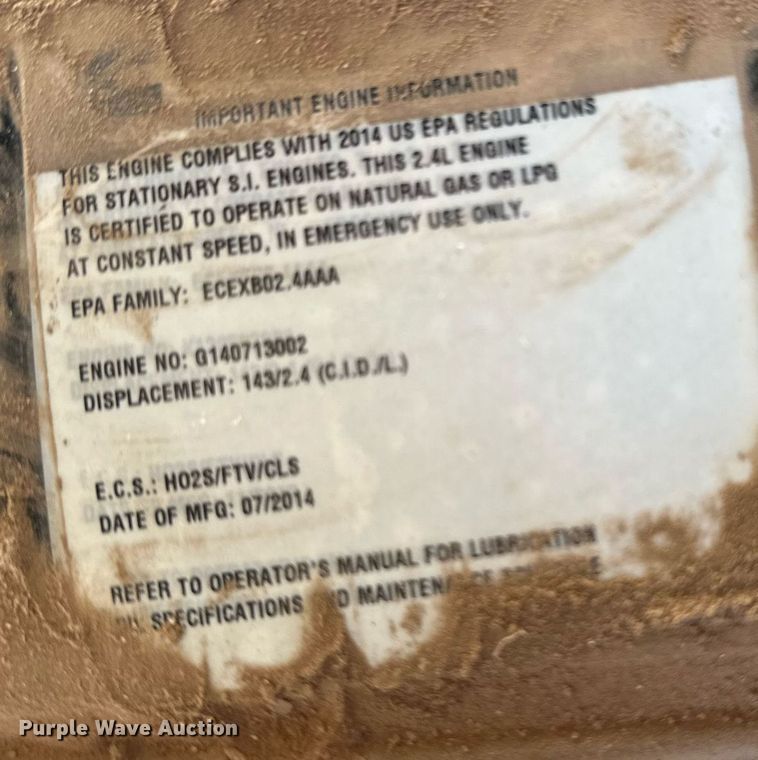 IMPORTANT ENGINE INFORMATION
THIS ENGINE COMPLIES WITH 2014 US EPA REGULATIONS
FOR STATIONARY S.I. ENGINES. THIS 2.4L ENGINE
IS CERTIFIED TO OPERATE ON NATURAL GAS OR LPG
AT CONSTANT SPEED, IN EMERGENCY USE ONLY.
EPA FAMILY: ECEXB02.4AAA
ENGINE NO: G140713002
DISPLACEMENT: 143/2.4 (C.I.D./L.)
E.C.S.: HO2S/FTV/CLS
DATE OF MFG: 07/2014
REFER TO OPERATOR'S MANUAL FOR LUBRICATION
SPECIFICATIONS
Purple Wave Auction